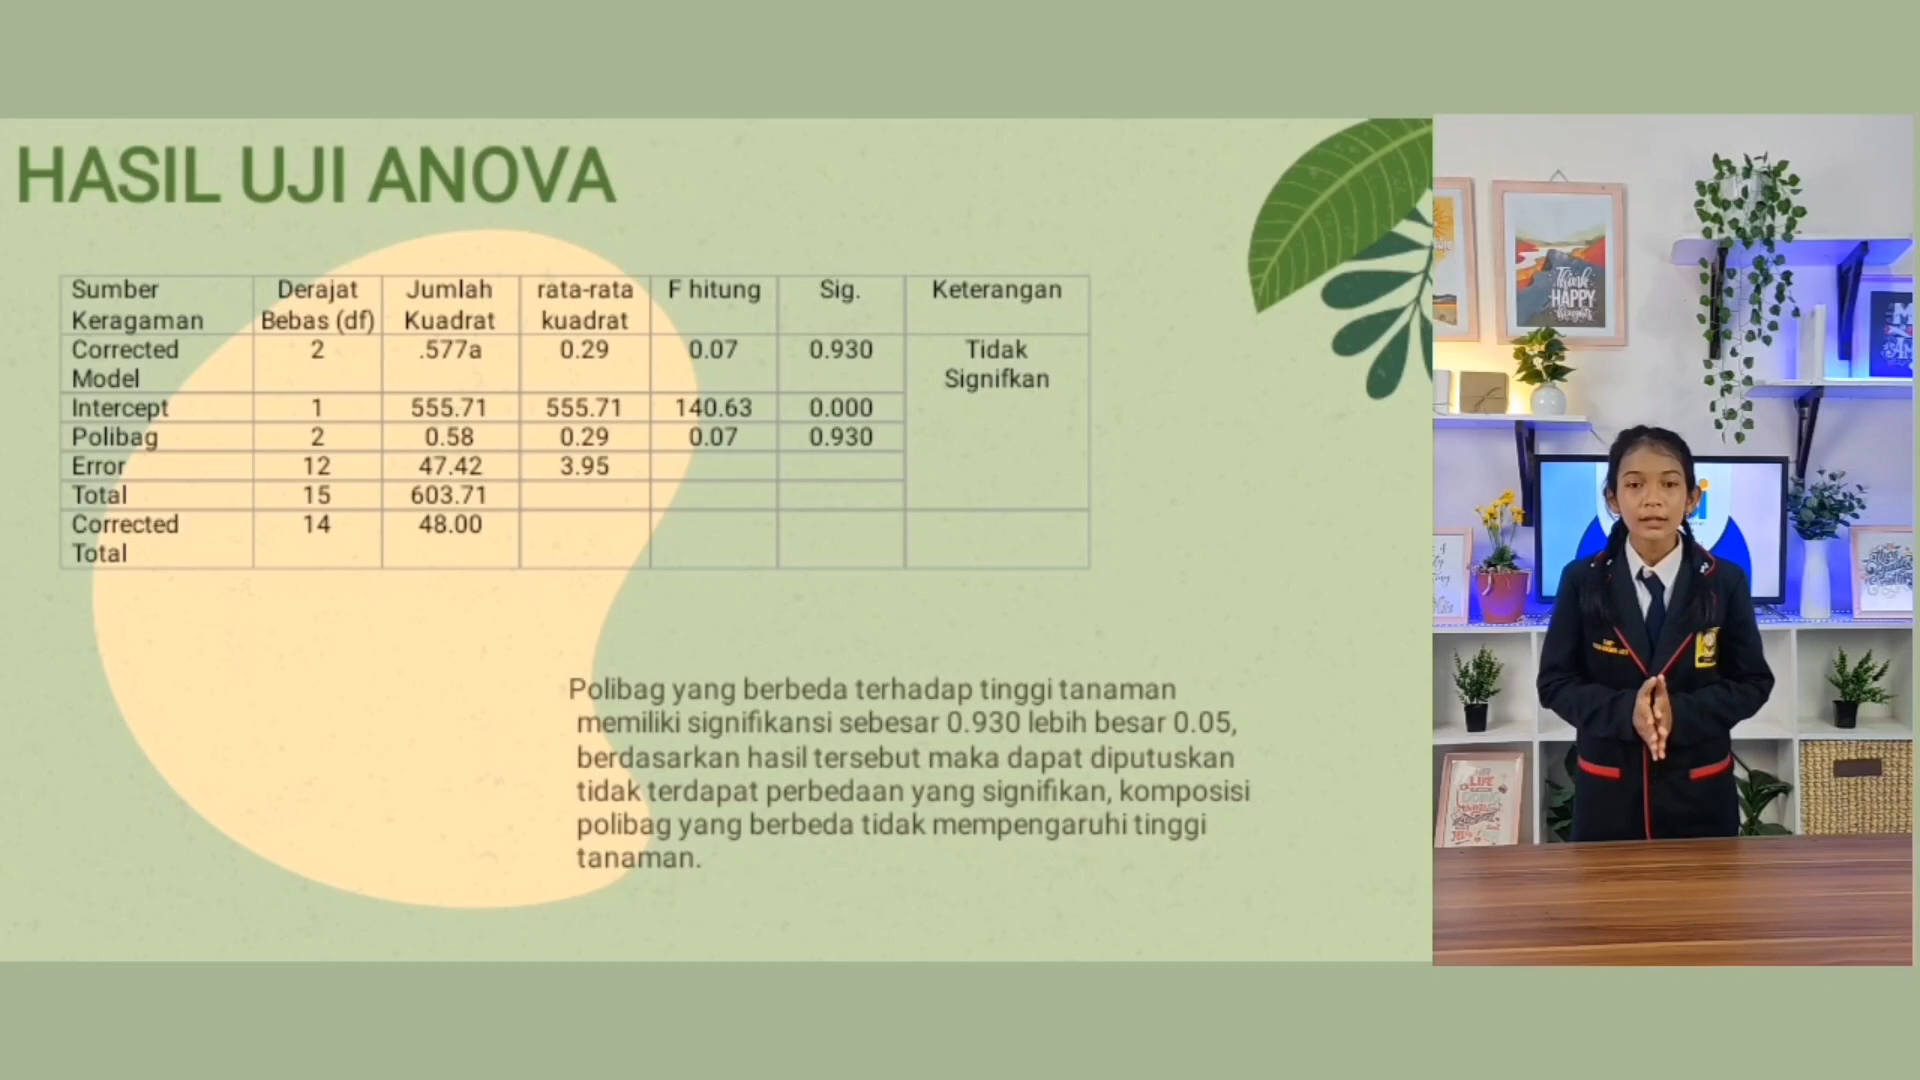 HASIL UJI ANOVA
Sumber Keragaman Derajat Bebas (df) Jumlah Kuadrat rata-rata kuadrat F hitung Sig. Keterangan
Corrected Model 2 .577a 0.29 0.07 0.930 Tidak Signifkan
Intercept 1 555.71 555.71 140.63 0.000
Polibag 2 0.58 0.29 0.07 0.930
Error 12 47.42 3.95
Total 15 603.71
Corrected Total 14 48.00
Polibag yang berbeda terhadap tinggi tanaman
memiliki signifikansi sebesar 0.930 lebih besar 0.05,
berdasarkan hasil tersebut maka dapat diputuskan
tidak terdapat perbedaan yang signifikan, komposisi
polibag yang berbeda tidak mempengaruhi tinggi
tanaman.
Think
HAPPY
thoughts
LIFE